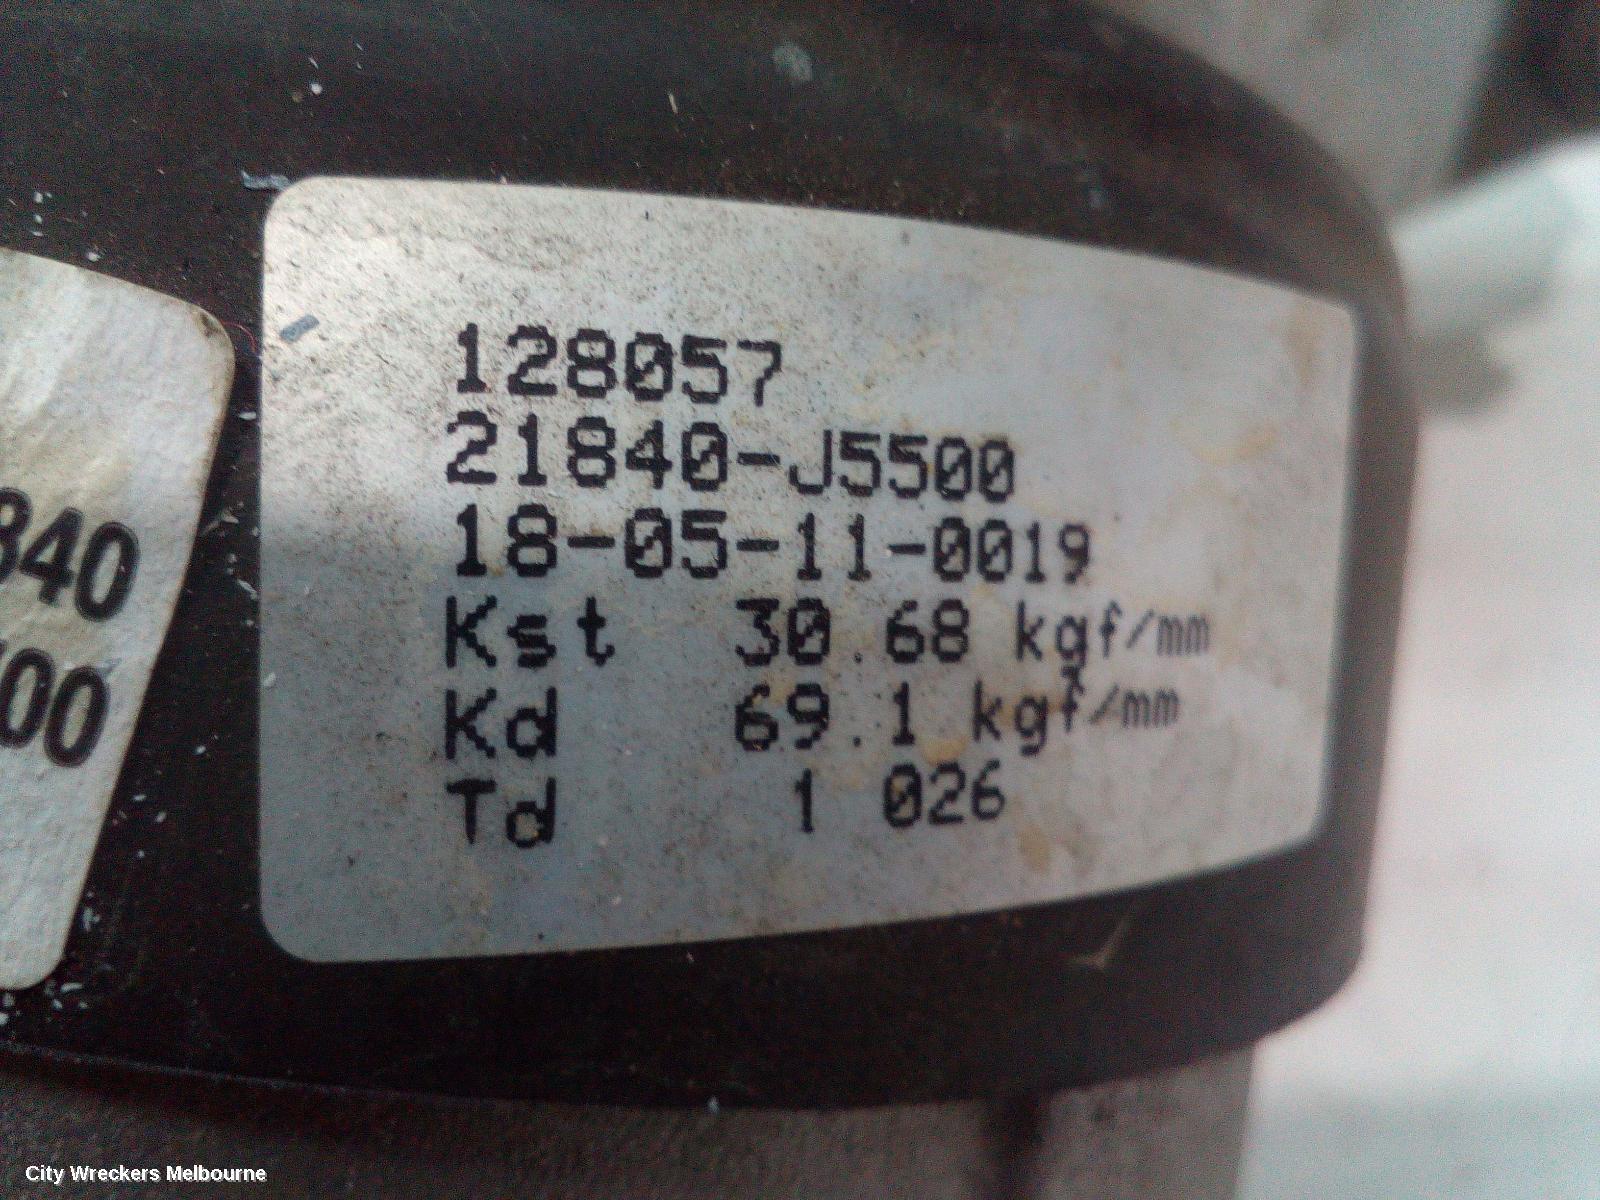 840
00
128057
21840-J5500
18-05-11-0019
Kst 30.68 kgf/mm
Kd 69.1 kgf/mm
Td 1 026
City Wreckers Melbourne